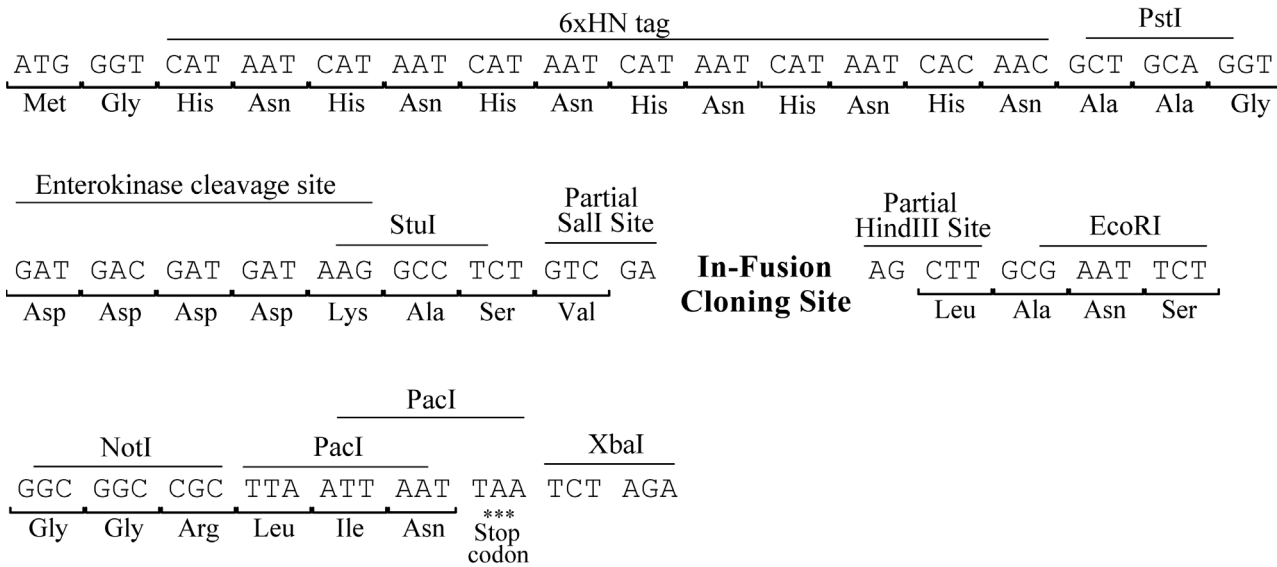 6xHN tag PstI
ATG GGT CAT AAT CAT AAT CAT AAT CAT AAT CAT AAT CAC AAC GCT GCA GGT
Met Gly His Asn His Asn His Asn His Asn His Asn His Asn Ala Ala Gly
Enterokinase cleavage site
StuI
Partial
SalI Site
Partial
HindIII Site
EcoRI
GAT GAC GAT GAT AAG GCC TCT GTC GA
In-Fusion
Cloning Site
AG CTT GCG AAT TCT
Asp Asp Asp Asp Lys Ala Ser Val
Leu Ala Asn Ser
PacI
NotI PacI XbaI
GGC GGC CGC TTA ATT AAT TAA TCT AGA
Gly Gly Arg Leu Ile Asn ***
Stop
codon